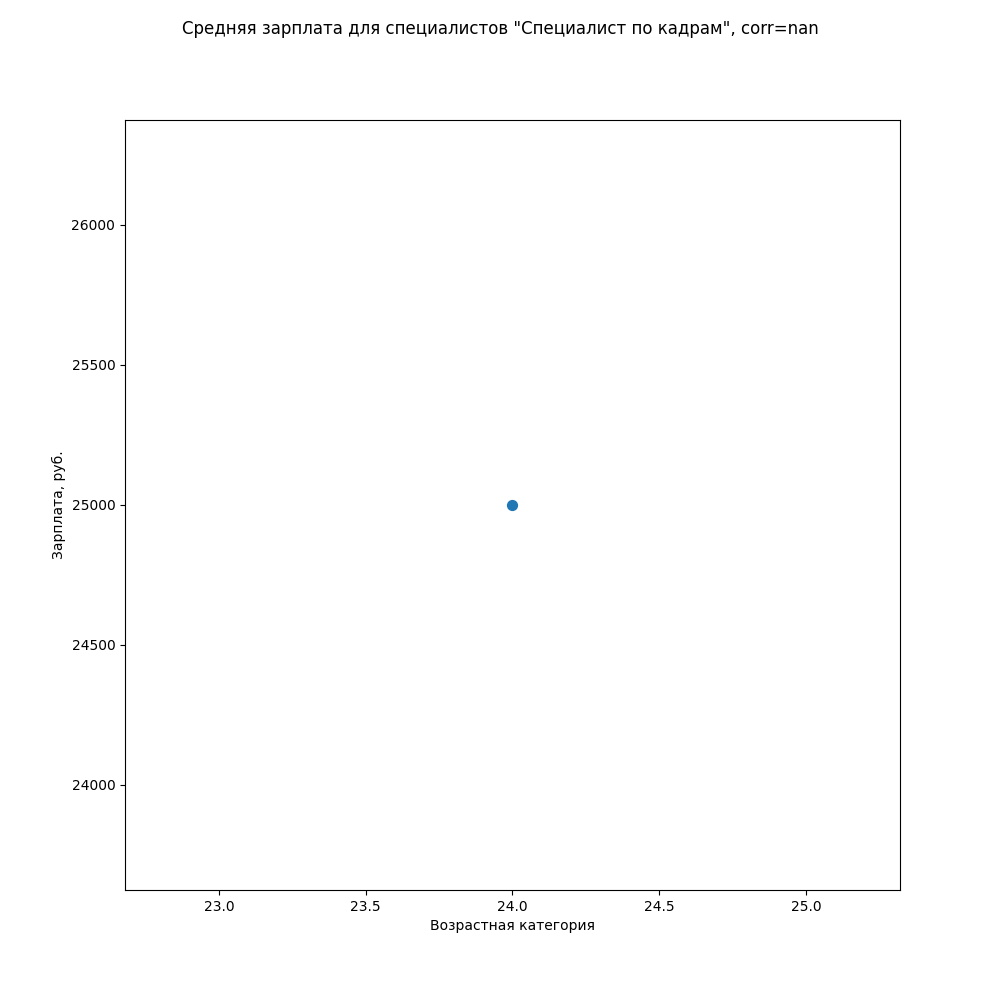 Средняя зарплата для специалистов "Специалист по кадрам", corr=nan
26000
25500
25000
24500
24000
Зарплата, руб.
23.0 23.5 24.0 24.5 25.0
Возрастная категория